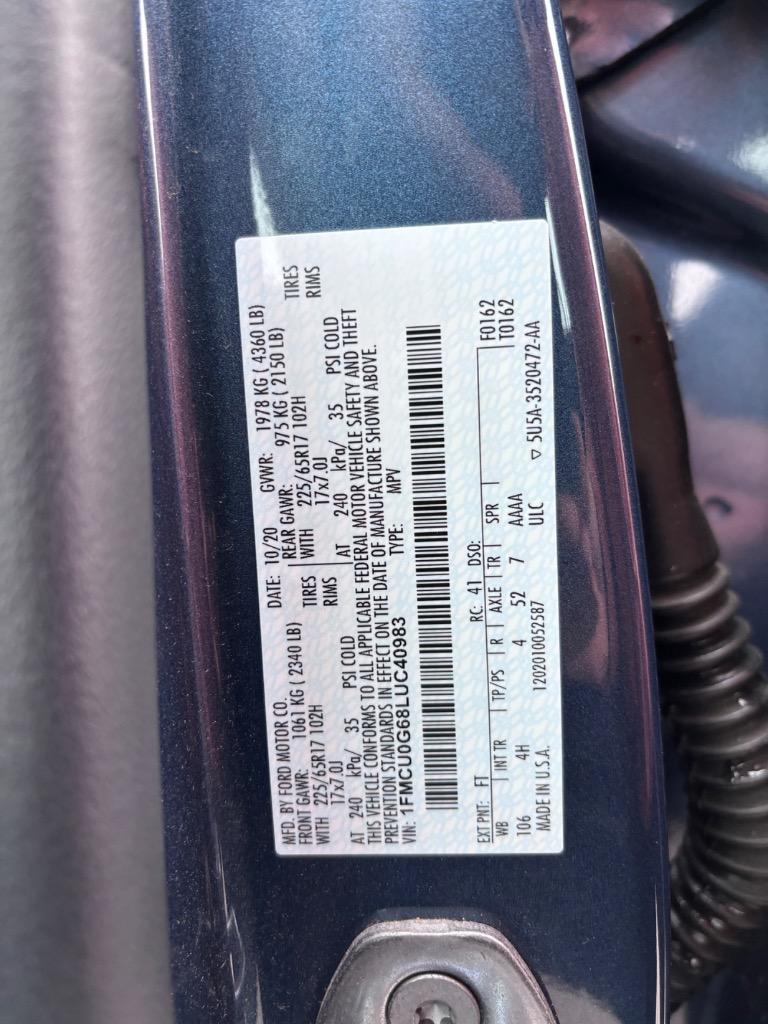 MFD. BY FORD MOTOR CO. DATE: 10/20 GVWR: 1978 KG ( 4360 LB)
FRONT GAWR: 1061 KG ( 2340 LB) REAR GAWR: 975 KG ( 2150 LB)
WITH 225/65R17 102H TIRES WITH 225/65R17 102H TIRES
17x7.0J RIMS 17x7.0J RIMS
AT 240 kPa/ 35 PSI COLD AT 240 kPa/ 35 PSI COLD
THIS VEHICLE CONFORMS TO ALL APPLICABLE FEDERAL MOTOR VEHICLE SAFETY AND THEFT
PREVENTION STANDARDS IN EFFECT ON THE DATE OF MANUFACTURE SHOWN ABOVE.
VIN: 1FMCU0G68LUC40983 TYPE: MPV
EXT PNT: FT RC: 41 DSO: F0162
WB INT TR TP/PS R AXLE TR SPR T0162
106 4H 4 52 7 AAAA
MADE IN U.S.A. 1202010052587 ULC ▽ 5U5A-3520472-AA